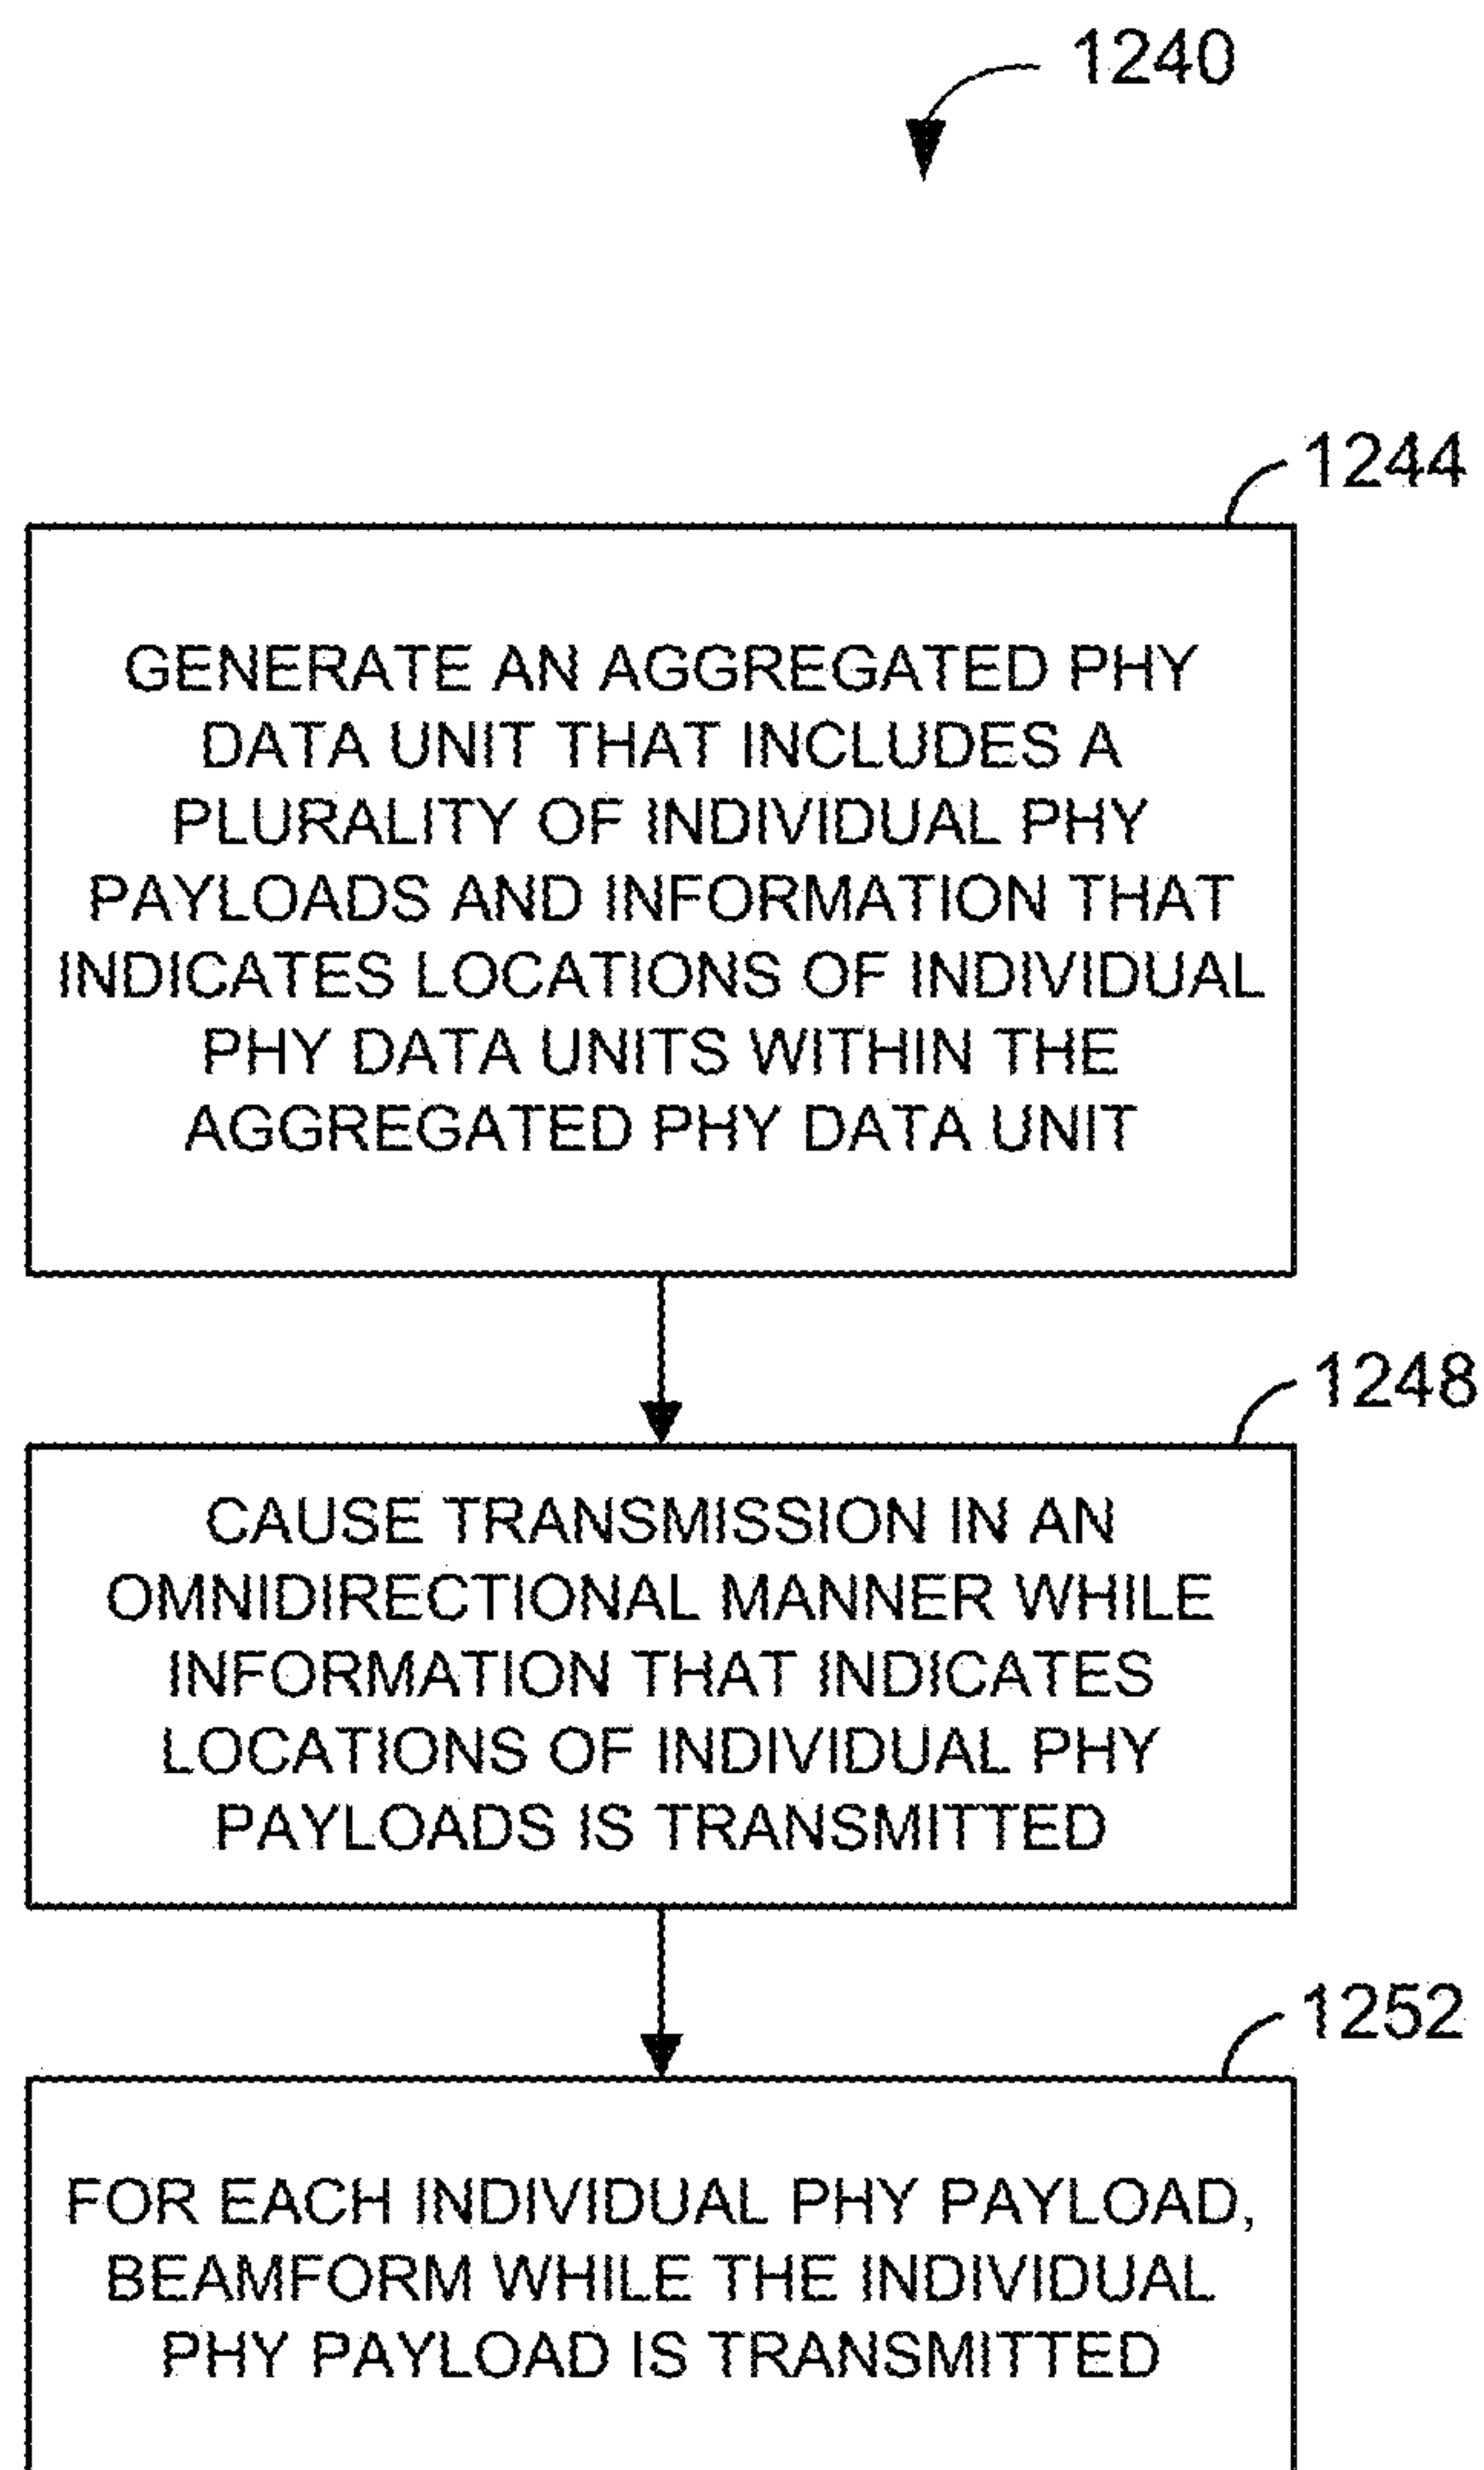 1240
1244
GENERATE AN AGGREGATED PHY
DATA UNIT THAT INCLUDES A
PLURALITY OF INDIVIDUAL PHY
PAYLOADS AND INFORMATION THAT
INDICATES LOCATIONS OF INDIVIDUAL
PHY DATA UNITS WITHIN THE
AGGREGATED PHY DATA UNIT
1248
CAUSE TRANSMISSION IN AN
OMNIDIRECTIONAL MANNER WHILE
INFORMATION THAT INDICATES
LOCATIONS OF INDIVIDUAL PHY
PAYLOADS IS TRANSMITTED
1252
FOR EACH INDIVIDUAL PHY PAYLOAD,
BEAMFORM WHILE THE INDIVIDUAL
PHY PAYLOAD IS TRANSMITTED